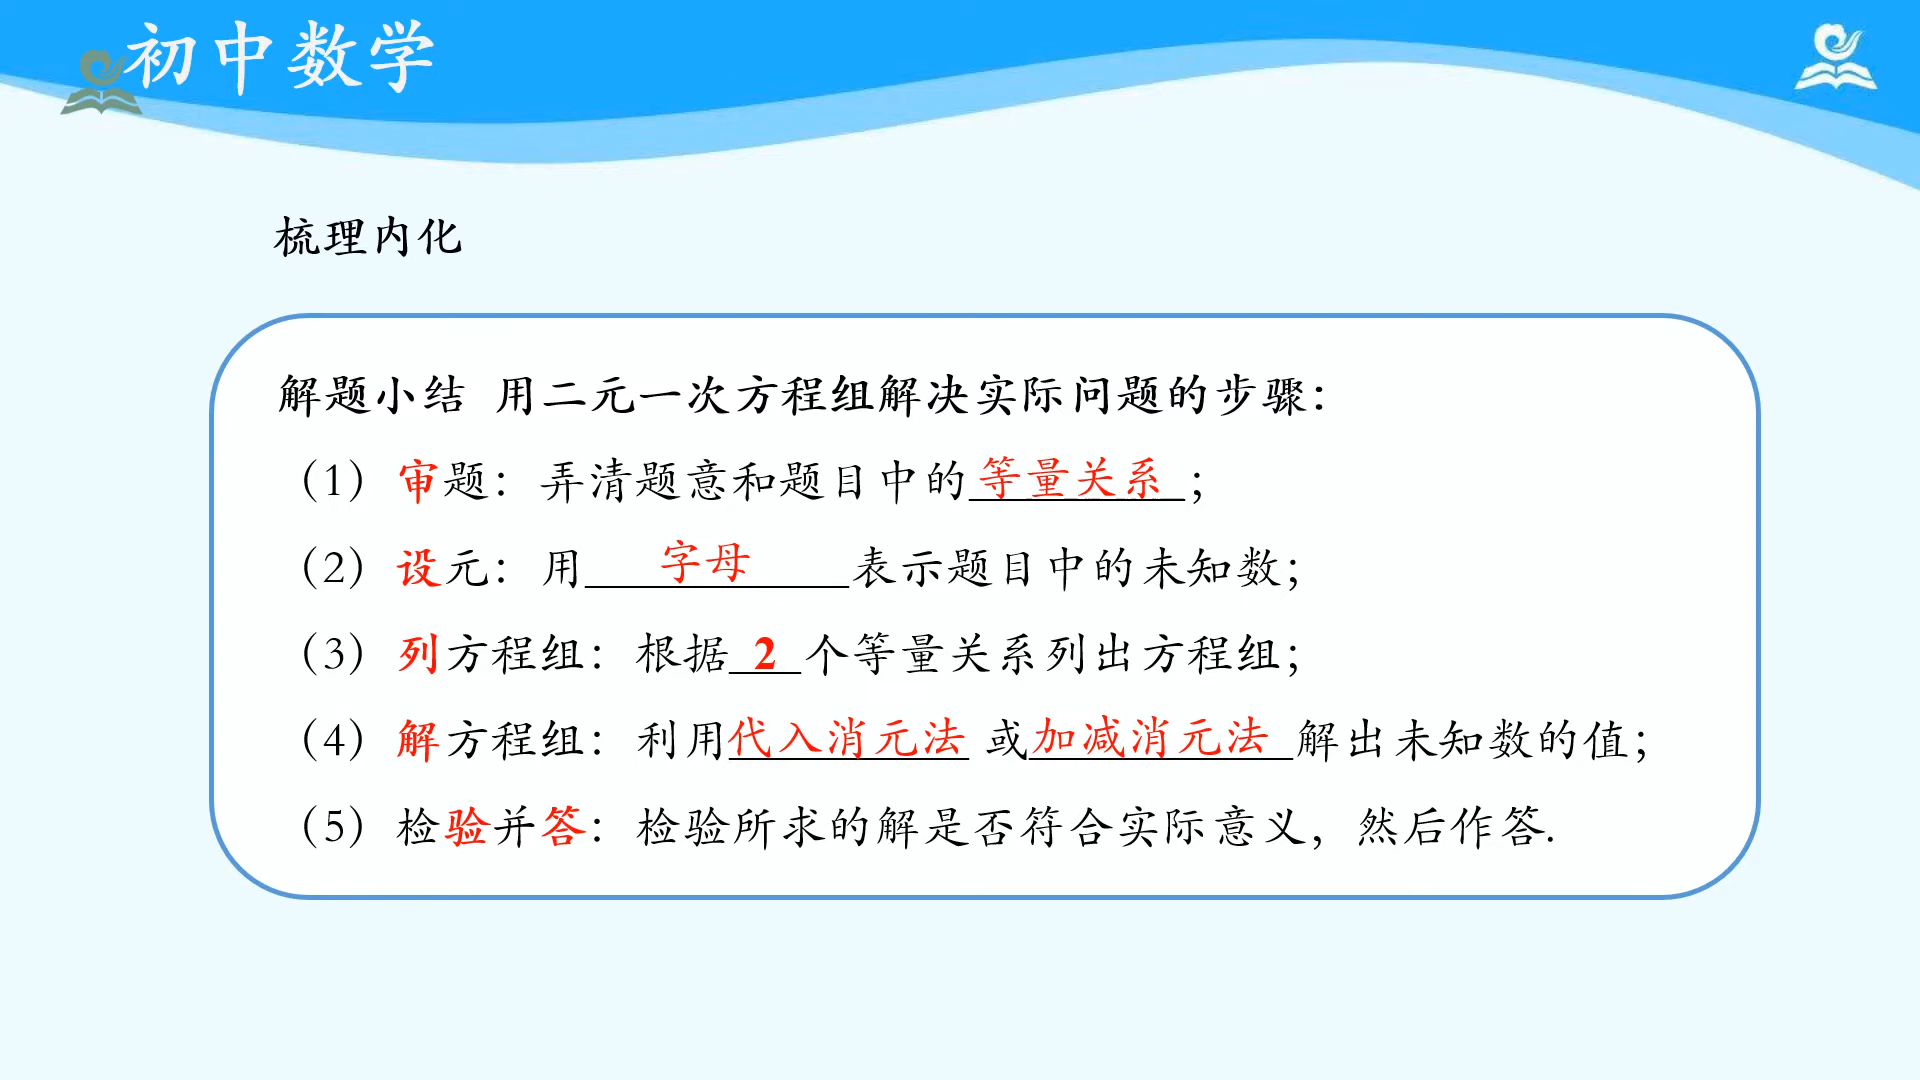 初中数学
梳理内化
解题小结 用二元一次方程组解决实际问题的步骤：
（1）审题：弄清题意和题目中的等量关系；
（2）设元：用字母表示题目中的未知数；
（3）列方程组：根据2个等量关系列出方程组；
（4）解方程组：利用代入消元法 或加减消元法解出未知数的值；
（5）检验并答：检验所求的解是否符合实际意义，然后作答.